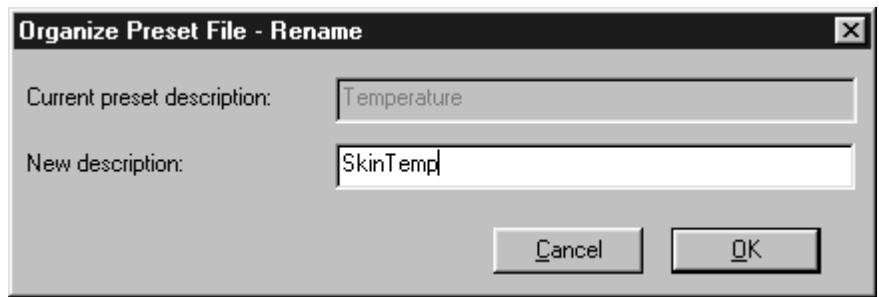 Organize Preset File - Rename
Current preset description: Temperature
New description: SkinTemp
Cancel OK